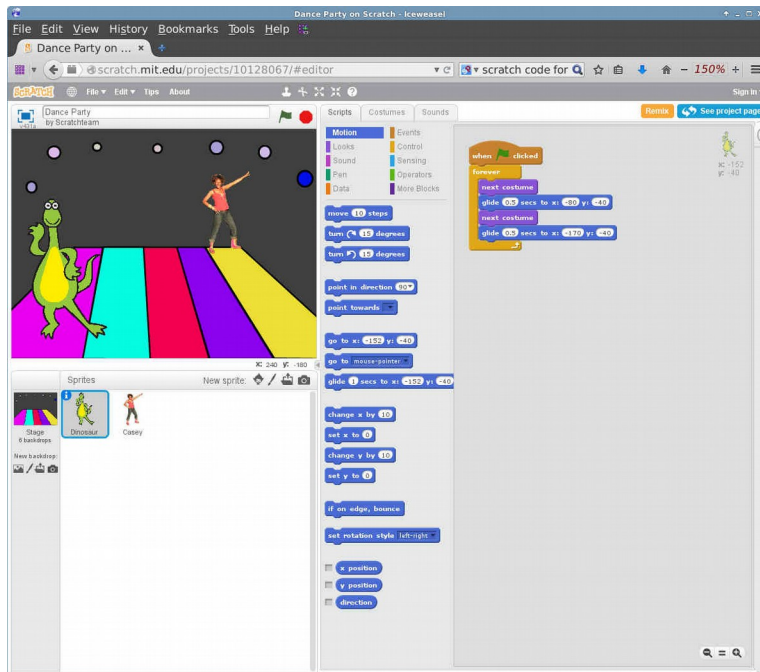 Dance Party on Scratch - Iceweasel
File Edit View History Bookmarks Tools Help
Dance Party on ... ×
scratch.mit.edu/projects/10128067/#editor
scratch code for
- 150% +
SCRATCH File Edit Tips About
Sign in
Dance Party
by Scratchteam
v431a
Scripts Costumes Sounds
Remix See project page
Motion Events
Looks Control
Sound Sensing
Pen Operators
Data More Blocks
move 10 steps
turn 15 degrees
turn 15 degrees
point in direction 90
point towards
go to x: -152 y: -40
go to mouse-pointer
glide 1 secs to x: -152 y: -40
change x by 10
set x to 0
change y by 10
set y to 0
if on edge, bounce
set rotation style left-right
x position
y position
direction
when clicked
forever
next costume
glide 0.5 secs to x: -80 y: -40
next costume
glide 0.5 secs to x: -170 y: -40
x: -152
y: -40
X: 240 y: -180
Sprites New sprite:
Stage
6 backdrops
New backdrop:
Dinosaur
Casey